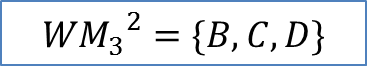 WM₃² = {B, C, D}